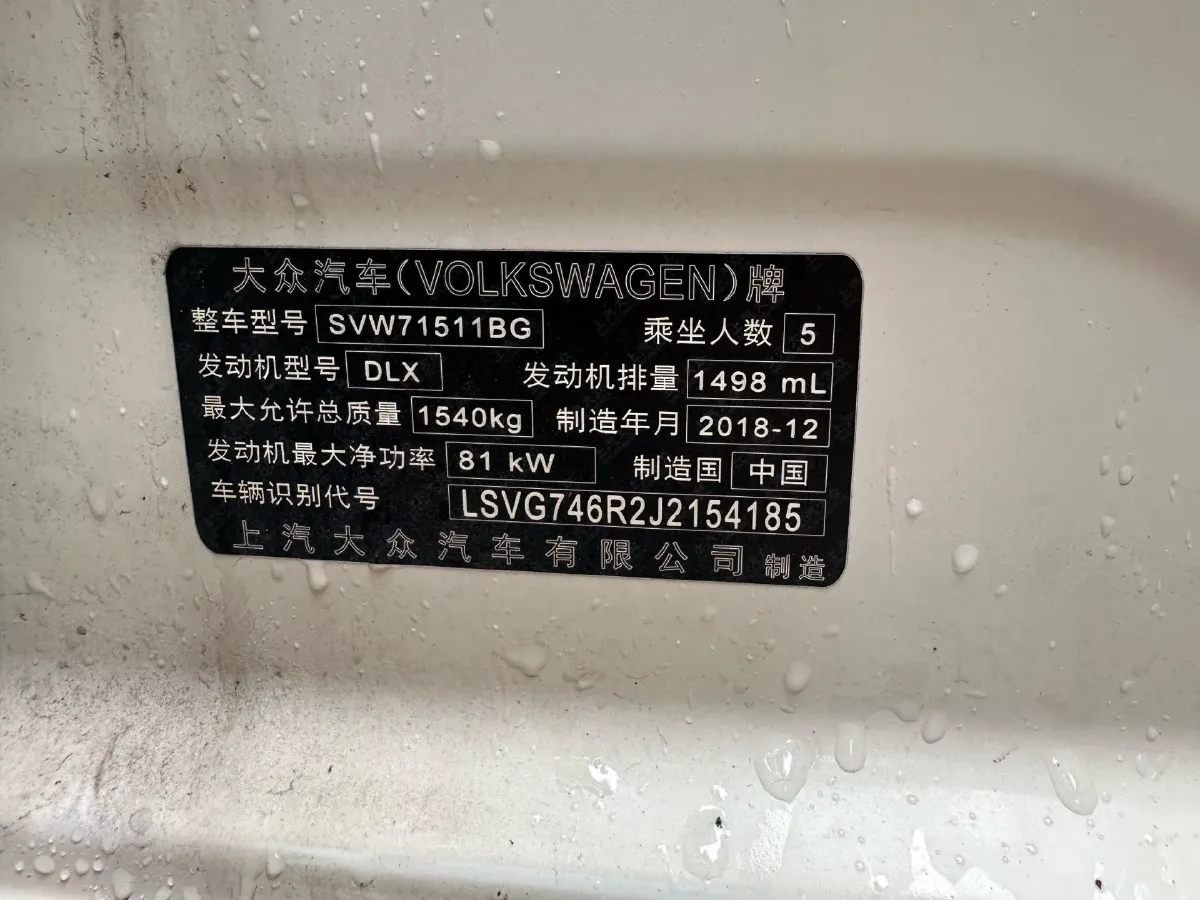 大众汽车(VOLKSWAGEN)牌
整车型号 SVW71511BG 乘坐人数 5
发动机型号 DLX 发动机排量 1498 mL
最大允许总质量 1540kg 制造年月 2018-12
发动机最大净功率 81 kW 制造国 中国
车辆识别代号 LSVG746R2J2154185
上汽大众汽车有限公司 制造